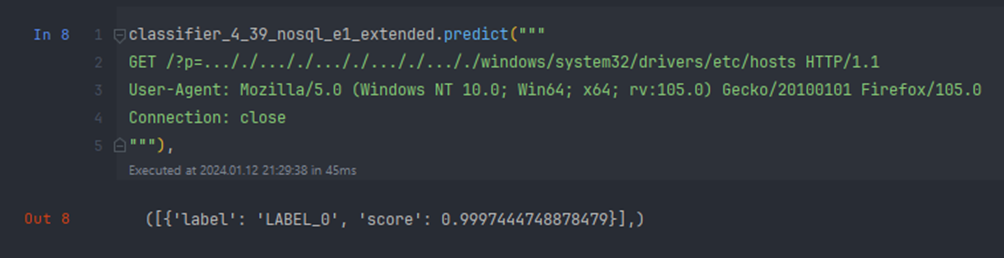 In 8 1 classifier_4_39_nosql_e1_extended.predict("""
2 GET /?p=..././..././..././..././..././windows/system32/drivers/etc/hosts HTTP/1.1
3 User-Agent: Mozilla/5.0 (Windows NT 10.0; Win64; x64; rv:105.0) Gecko/20100101 Firefox/105.0
4 Connection: close
5 """),
Executed at 2024.01.12 21:29:38 in 45ms
Out 8 ([{'label': 'LABEL_0', 'score': 0.9997444748878479}],)